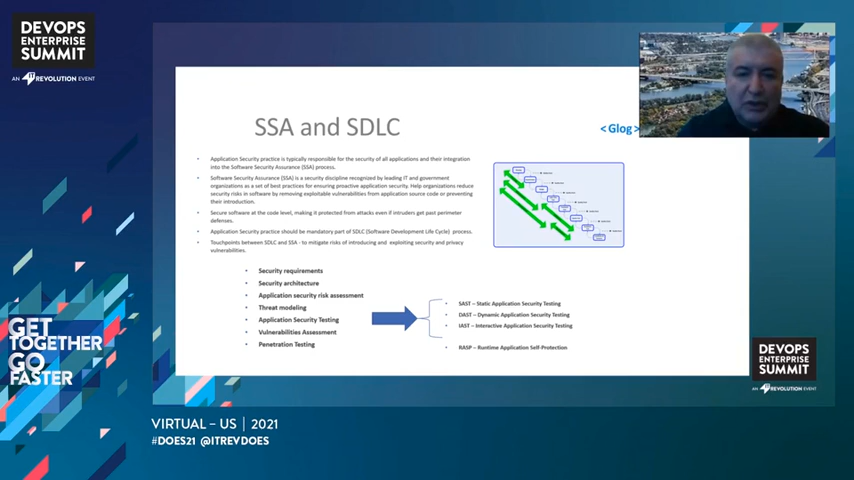 DEVOPS
ENTERPRISE
SUMMIT
AN IT REVOLUTION EVENT
SSA and SDLC
< Glog >
• Application Security practice is typically responsible for the security of all applications and their integration
into the Software Security Assurance (SSA) process.
• Software Security Assurance (SSA) is a security discipline recognized by leading IT and government
organizations as a set of best practices for ensuring proactive application security. Help organizations reduce
security risks in software by removing exploitable vulnerabilities from application source code or preventing
their introduction.
• Secure software at the code level, making it protected from attacks even if intruders get past perimeter
defenses.
• Application Security practice should be mandatory part of SDLC (Software Development Life Cycle) process.
• Touchpoints between SDLC and SSA - to mitigate risks of introducing and exploiting security and privacy
vulnerabilities.
• Security requirements
• Security architecture
• Application security risk assessment
• Threat modeling
• Application Security Testing
• Vulnerabilities Assessment
• Penetration Testing
• SAST – Static Application Security Testing
• DAST – Dynamic Application Security Testing
• IAST – Interactive Application Security Testing
• RASP – Runtime Application Self-Protection
GET
TOGETHER
GO
FASTER
DEVOPS
ENTERPRISE
SUMMIT
AN IT REVOLUTION EVENT
VIRTUAL – US | 2021
#DOES21 @ITREVDOES